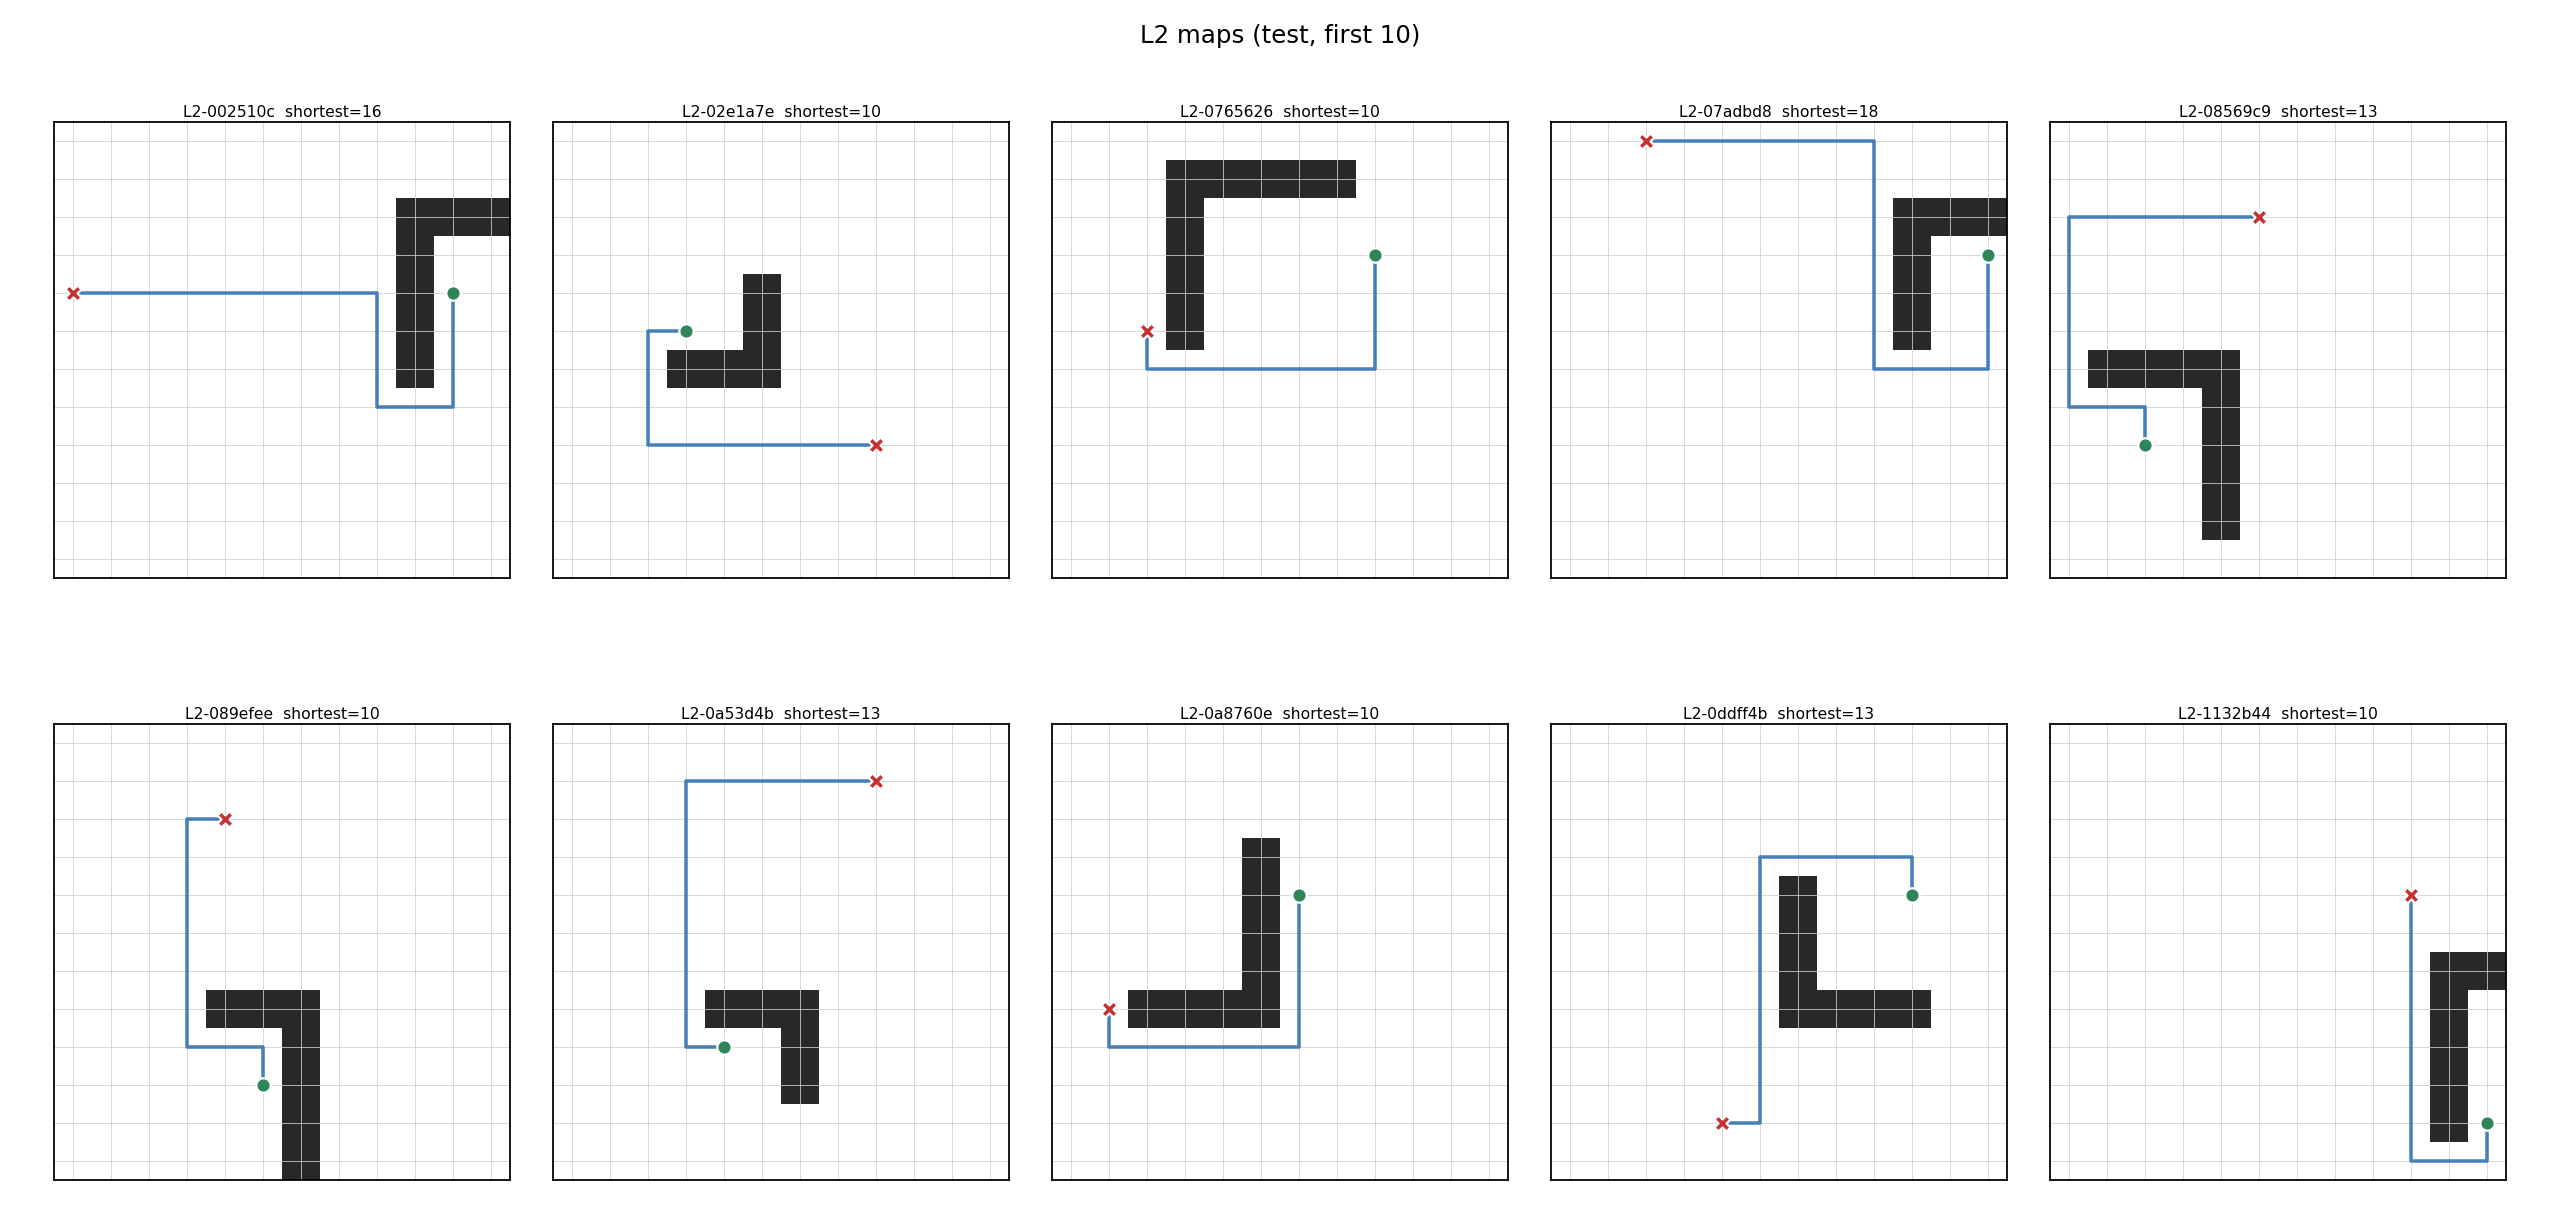 L2 maps (test, first 10)
L2-002510c  shortest=16
L2-02e1a7e  shortest=10
L2-0765626  shortest=10
L2-07adbd8  shortest=18
L2-08569c9  shortest=13
L2-089efee  shortest=10
L2-0a53d4b  shortest=13
L2-0a8760e  shortest=10
L2-0ddff4b  shortest=13
L2-1132b44  shortest=10